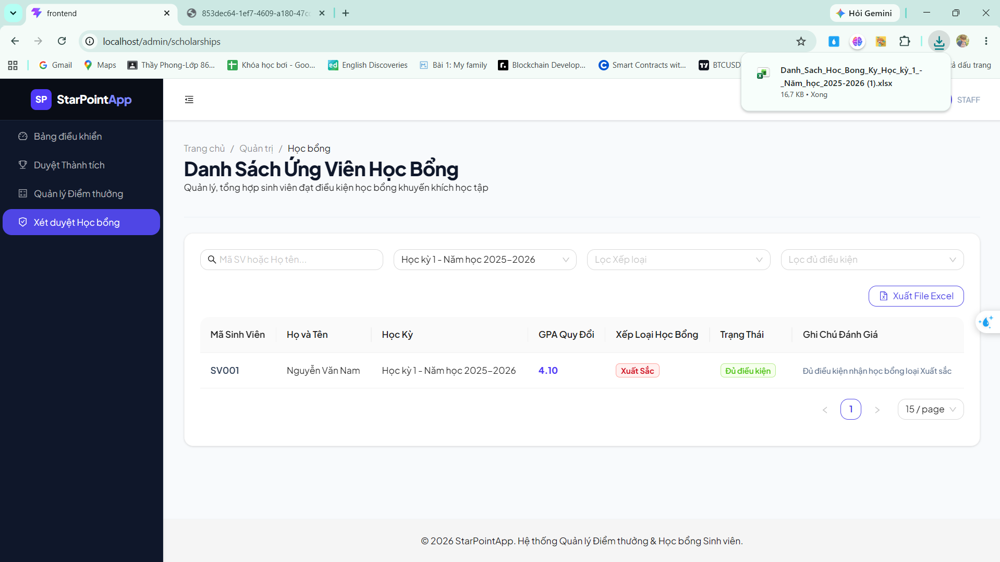 frontend
853dec64-1ef7-4609-a180-47c
Hỏi Gemini
localhost/admin/scholarships
Gmail
Maps
Thầy Phong-Lớp 86...
Khóa học bơi - Goo...
English Discoveries
Bài 1: My family
Blockchain Develop...
Smart Contracts wit...
BTCUSD
dấu trang
Danh_Sach_Hoc_Bong_Ky_Học_kỳ_1_-
_Năm_học_2025-2026 (1).xlsx
16,7 KB • Xong
SP StarPointApp
STAFF
Bảng điều khiển
Duyệt Thành tích
Quản lý Điểm thưởng
Xét duyệt Học bổng
Trang chủ / Quản trị / Học bổng
Danh Sách Ứng Viên Học Bổng
Quản lý, tổng hợp sinh viên đạt điều kiện học bổng khuyến khích học tập
Mã SV hoặc Họ tên...
Học kỳ 1 - Năm học 2025-2026
Lọc Xếp loại
Lọc đủ điều kiện
Xuất File Excel
Mã Sinh Viên Họ và Tên Học Kỳ GPA Quy Đổi Xếp Loại Học Bổng Trạng Thái Ghi Chú Đánh Giá
SV001 Nguyễn Văn Nam Học kỳ 1 - Năm học 2025-2026 4.10 Xuất Sắc Đủ điều kiện Đủ điều kiện nhận học bổng loại Xuất sắc
< 1 > 15 / page
© 2026 StarPointApp. Hệ thống Quản lý Điểm thưởng & Học bổng Sinh viên.